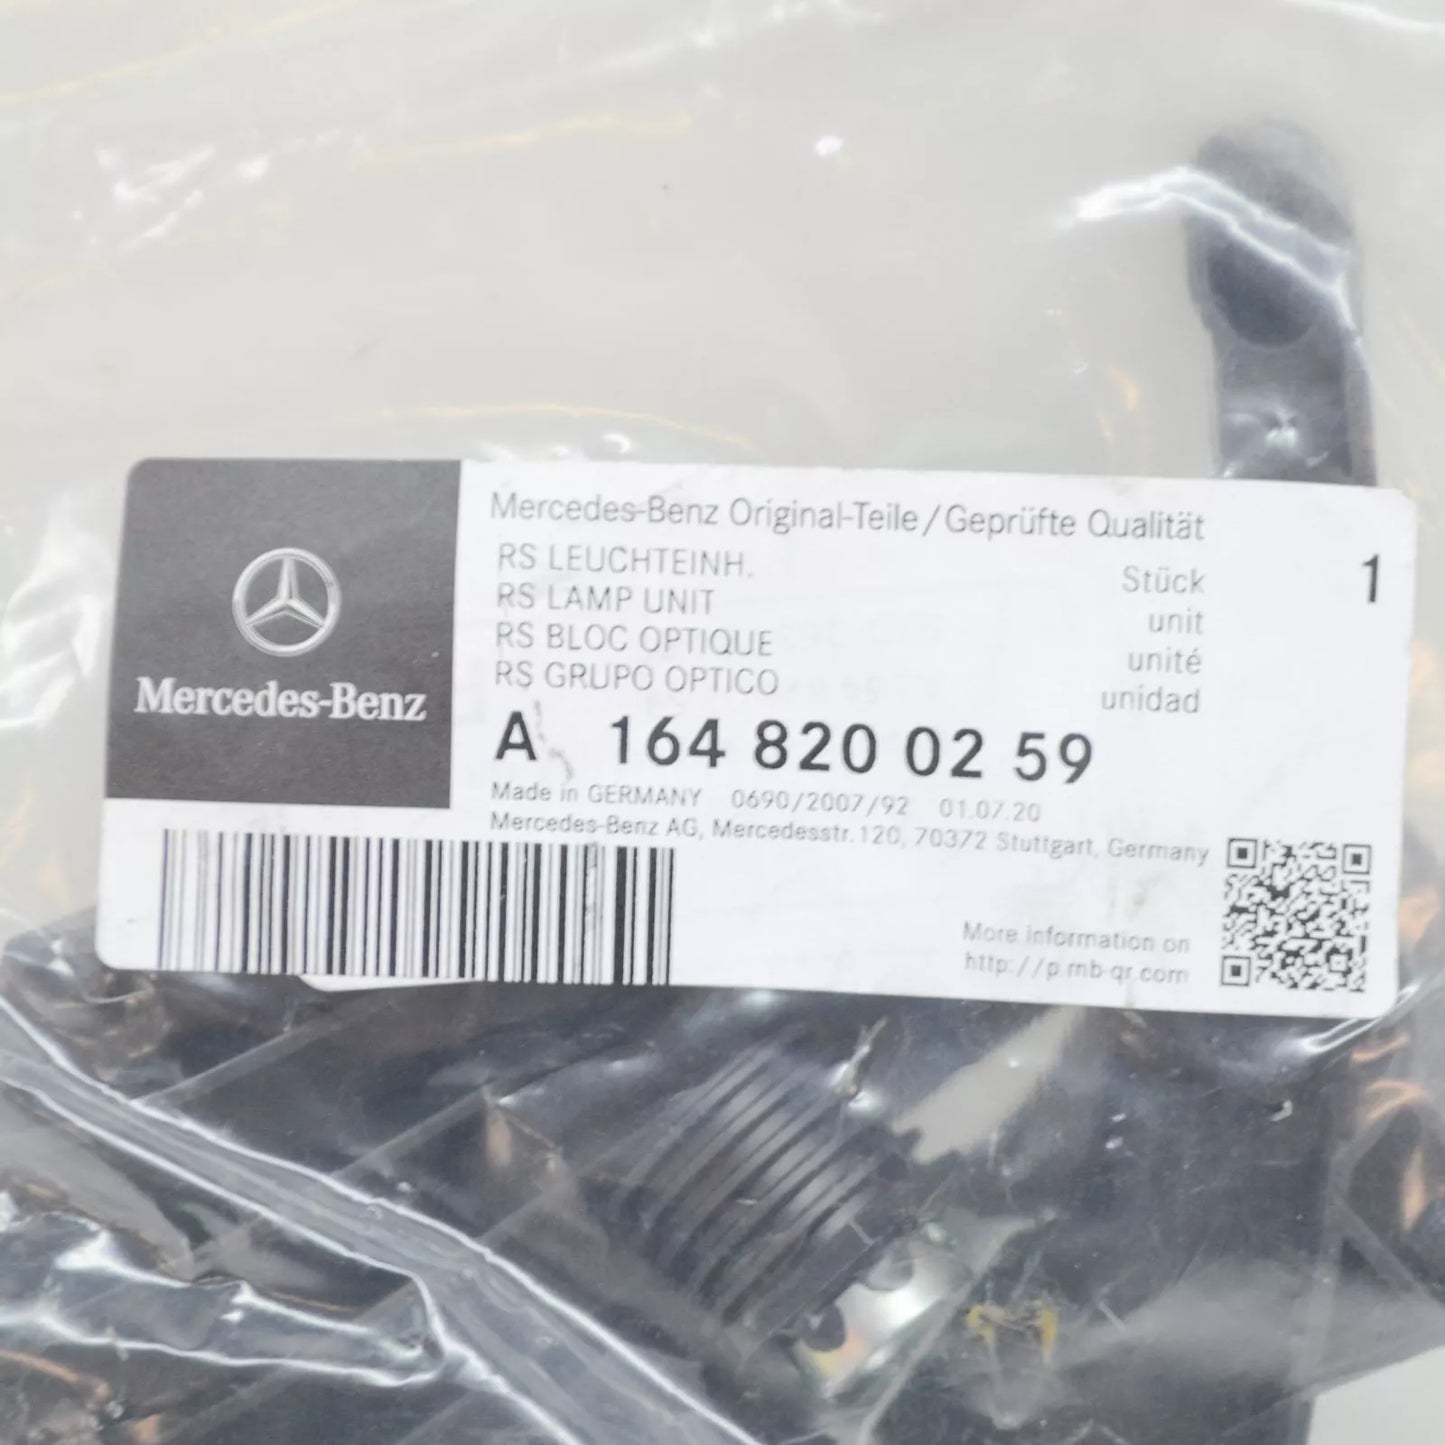 Mercedes-Benz
Mercedes-Benz Original-Teile/Geprüfte Qualität
RS LEUCHTEINH. Stück 1
RS LAMP UNIT unit
RS BLOC OPTIQUE unité
RS GRUPO OPTICO unidad
A 164 820 02 59
Made in GERMANY 0690/2007/92 01.07.20
Mercedes-Benz AG, Mercedesstr.120, 70372 Stuttgart, Germany
More information on
http://p.mb-qr.com